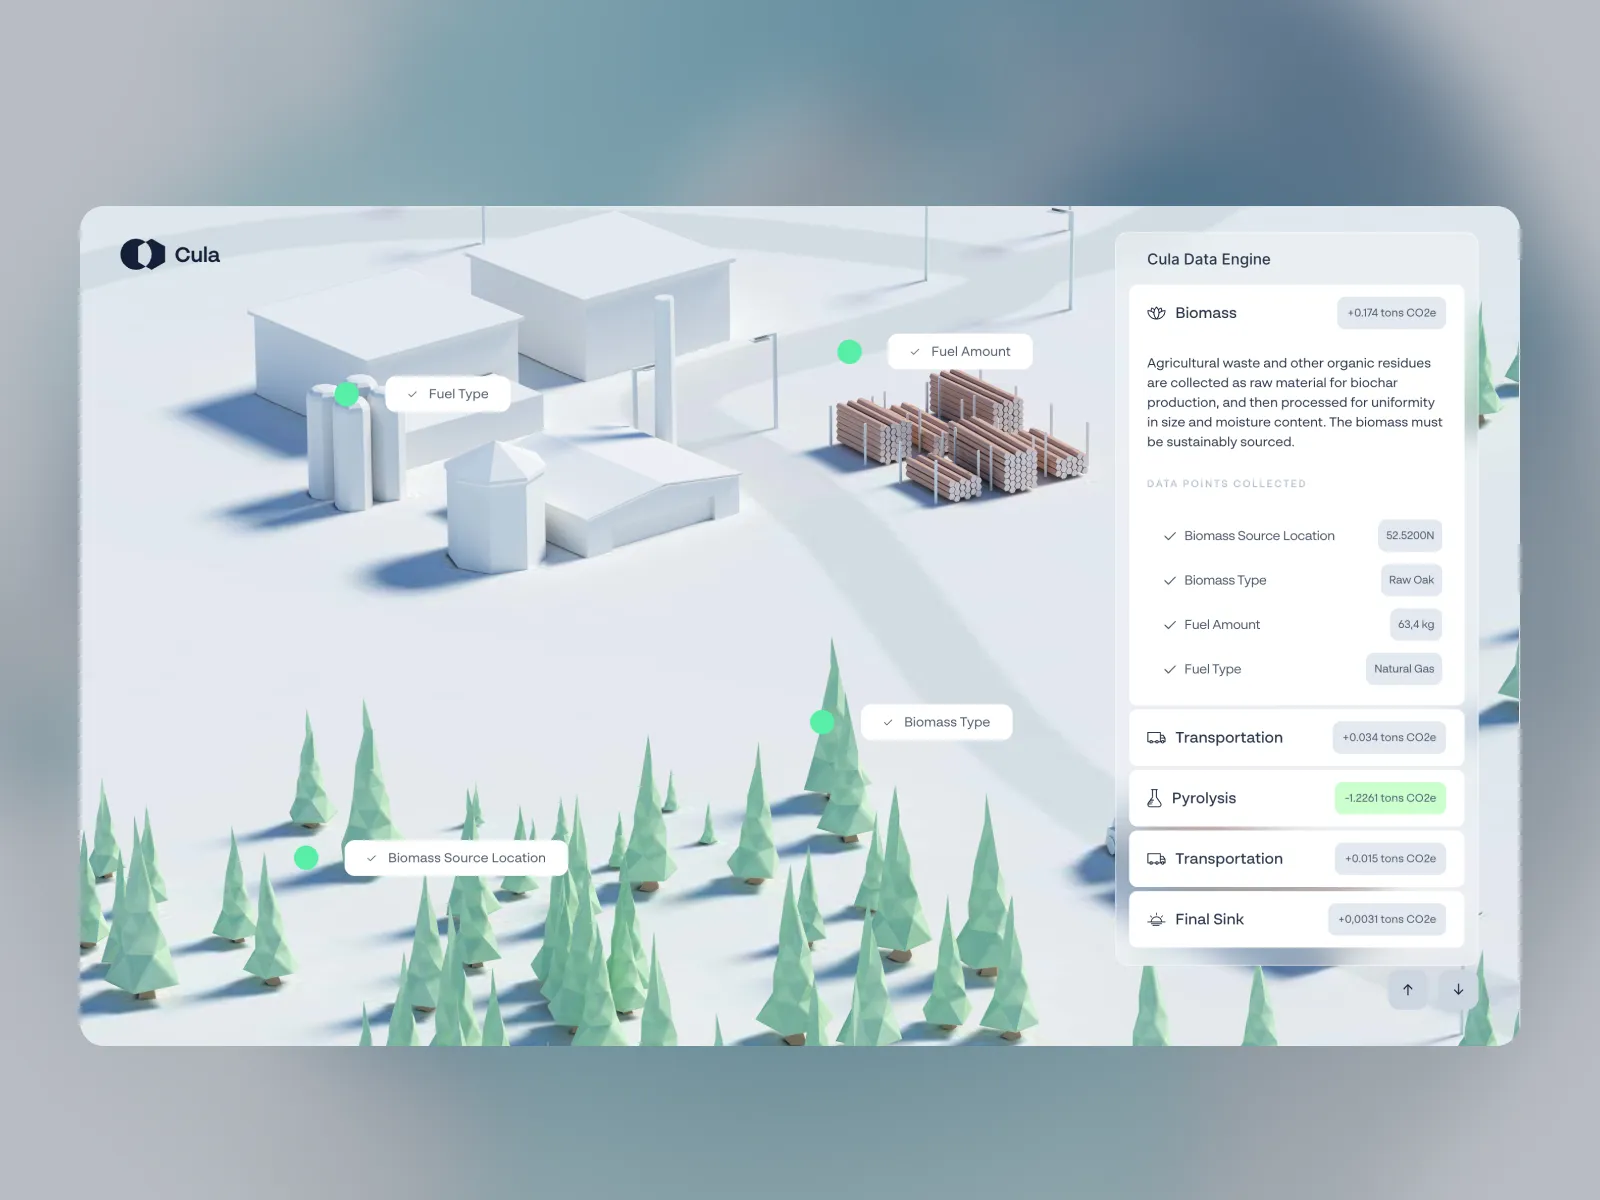 Cula
Fuel Type
Fuel Amount
Biomass Type
Biomass Source Location
Cula Data Engine
Biomass
+0.174 tons CO2e
Agricultural waste and other organic residues
are collected as raw material for biochar
production, and then processed for uniformity
in size and moisture content. The biomass must
be sustainably sourced.
DATA POINTS COLLECTED
Biomass Source Location
52.5200N
Biomass Type
Raw Oak
Fuel Amount
63,4 kg
Fuel Type
Natural Gas
Transportation
+0.034 tons CO2e
Pyrolysis
-1.2261 tons CO2e
Transportation
+0.015 tons CO2e
Final Sink
+0,0031 tons CO2e